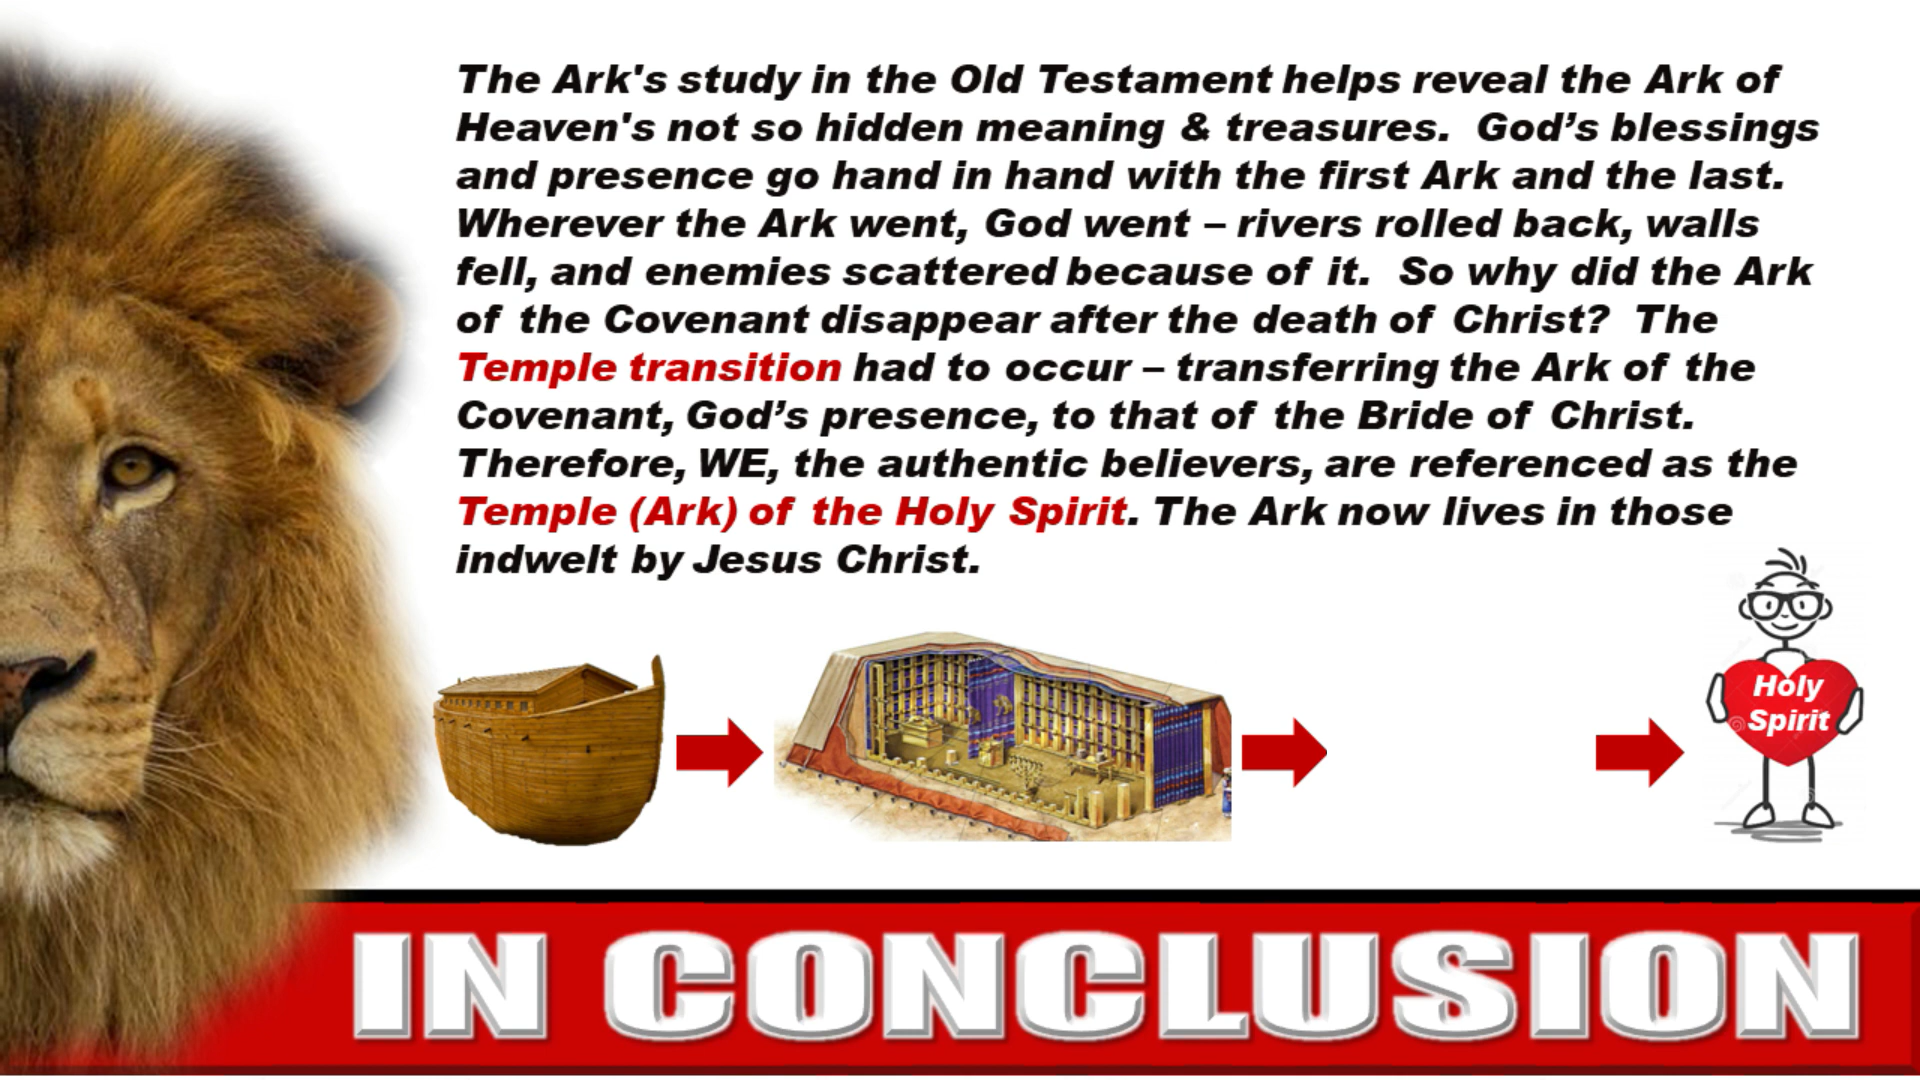 The Ark's study in the Old Testament helps reveal the Ark of
Heaven's not so hidden meaning & treasures.  God’s blessings
and presence go hand in hand with the first Ark and the last.
Wherever the Ark went, God went – rivers rolled back, walls
fell, and enemies scattered because of it.  So why did the Ark
of the Covenant disappear after the death of Christ?  The
Temple transition had to occur – transferring the Ark of the
Covenant, God’s presence, to that of the Bride of Christ.
Therefore, WE, the authentic believers, are referenced as the
Temple (Ark) of the Holy Spirit. The Ark now lives in those
indwelt by Jesus Christ.
Holy
Spirit
IN CONCLUSION